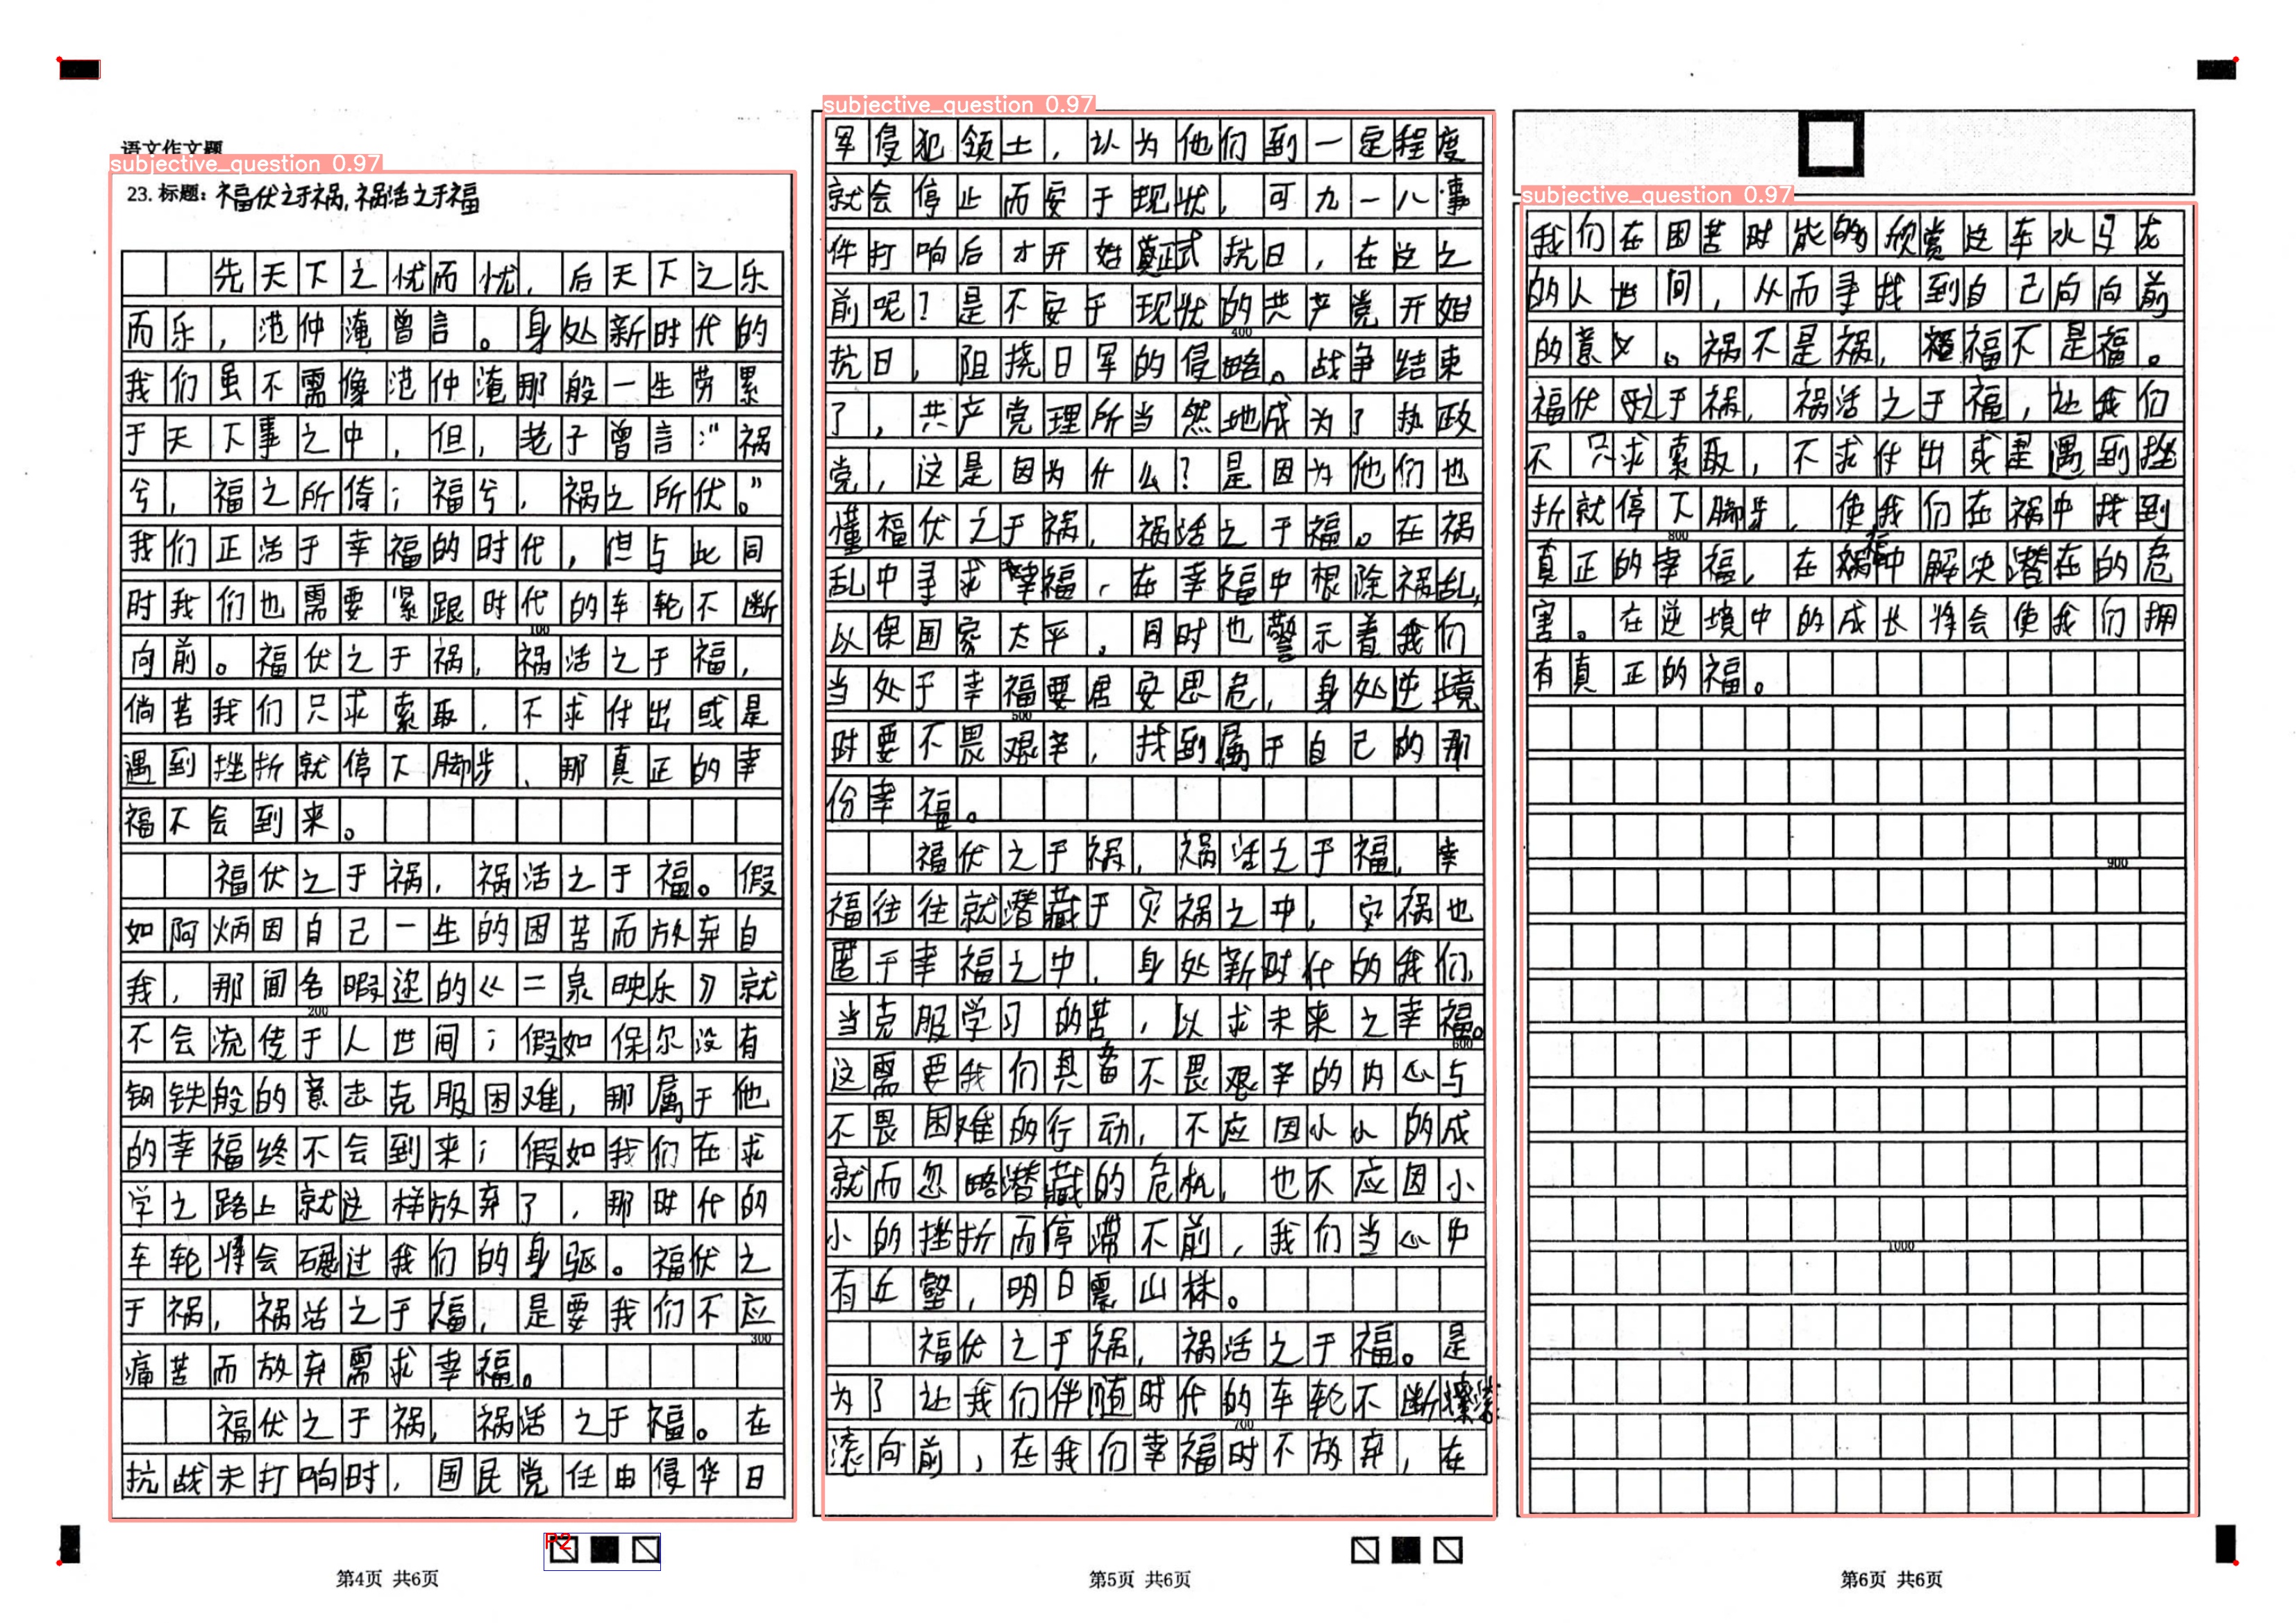 语文作文题
subjective_question 0.97
23. 标题：福伏之于祸，祸活之于福
先天下之忧而忧，后天下之乐
而乐，范仲淹曾言。身处新时代的
我们虽不需像范仲淹那般一生劳累
于天下事之中，但，老子曾言："祸
兮，福之所倚；福兮，祸之所伏。"
我们正活于幸福的时代，但与此同
时我们也需要紧跟时代的车轮不断
100
向前。福伏之于祸，祸活之于福，
倘若我们只求索取，不求付出或是
遇到挫折就停下脚步，那真正的幸
福不会到来。
福伏之于祸，祸活之于福。假
如阿炳因自己一生的困苦而放弃自
我，那闻名暇迩的《二泉映乐》就
200
不会流传于人世间；假如保尔没有
钢铁般的意志克服困难，那属于他
的幸福终不会到来；假如我们在求
学之路上就这样放弃了，那时代的
车轮将会碾过我们的身躯。福伏之
于祸，祸活之于福，是要我们不应
300
痛苦而放弃需求幸福。
福伏之于祸，祸活之于福。在
抗战未打响时，国民党任由侵华日
P2
第4页 共6页
subjective_question 0.97
军侵犯领土，认为他们到一定程度
就会停止而安于现状，可九一八事
件打响后才开始真正式抗日，在这之
前呢？是不安于现状的共产党开始
400
抗日，阻挠日军的侵略。战争结束
了，共产党理所当然地成为了执政
党，这是因为什么？是因为他们也
懂福伏之于祸，祸活之于福。在祸
乱中寻求幸福，在幸福中根除祸乱，
以保国家太平。同时也警示着我们
当处于幸福要居安思危，身处逆境
500
时要不畏艰辛，找到属于自己的那
份幸福。
福伏之于祸，祸活之于福，幸
福往往就潜藏于灾祸之中，灾祸也
匿于幸福之中，身处新时代的我们，
当克服学习的苦，以求未来之幸福。
600
这需要我们具备不畏艰辛的内心与
不畏困难的行动，不应因小小的成
就而忽略潜藏的危机，也不应因小
小的挫折而停滞不前，我们当心中
有丘壑，明日震山林。
福伏之于祸，祸活之于福。是
为了让我们伴随时代的车轮不断
700
滚向前，在我们幸福时不放弃，在
第5页 共6页
subjective_question 0.97
我们在困苦时能够欣赏这车水马龙
的人世间，从而寻找到自己向向前
的意义。祸不是祸，福不是福。
福伏之于祸，祸活之于福，让我们
不只求索取，不求付出或是遇到挫
折就停下脚步，使我们在祸中找到
800
真正的幸福，在福中解决潜在的危
害。在逆境中的成长将会使我们拥
有真正的福。
900
1000
第6页 共6页